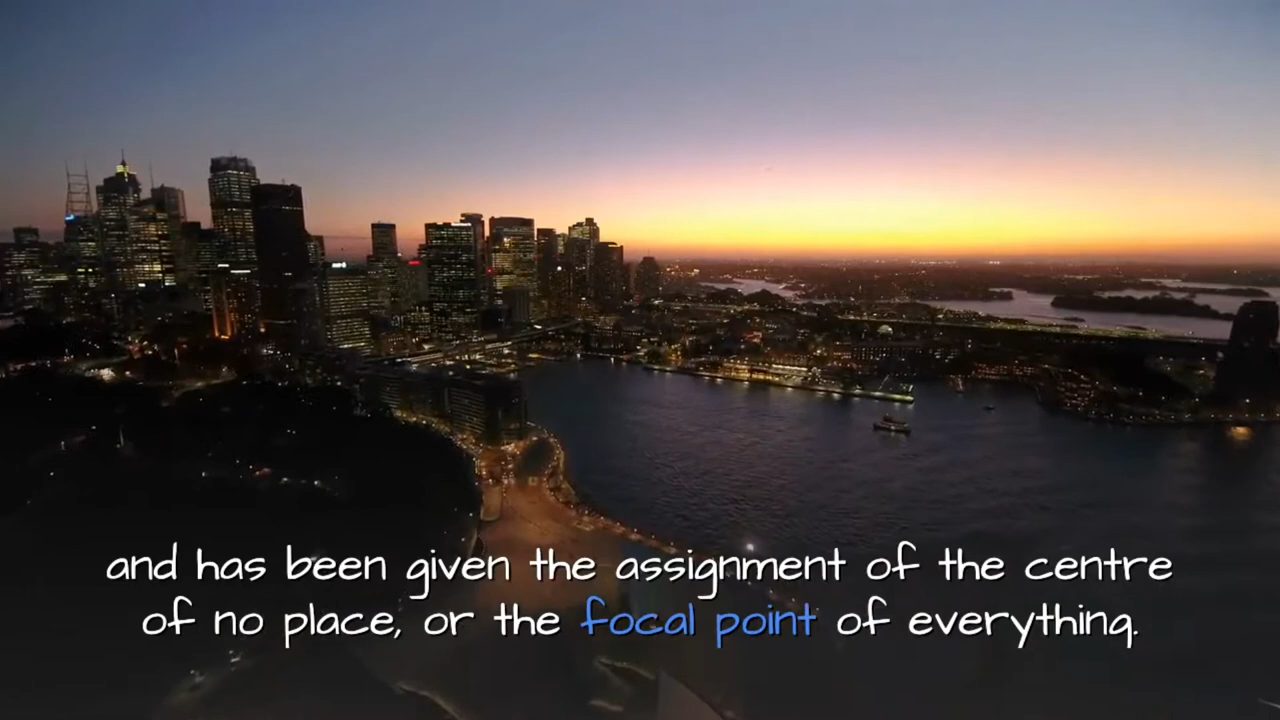 and has been given the assignment of the centre
of no place, or the focal point of everything.